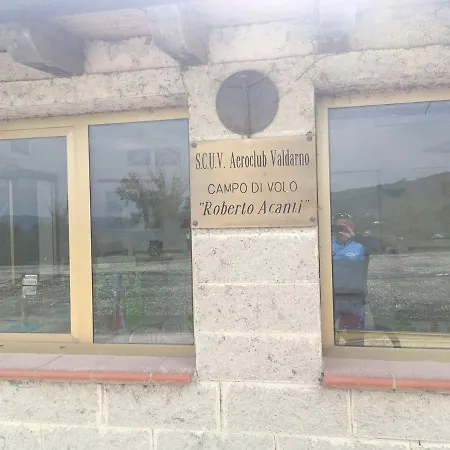 S.C.U.V. Aeroclub Valdarno
CAMPO DI VOLO
"Roberto Acanti"